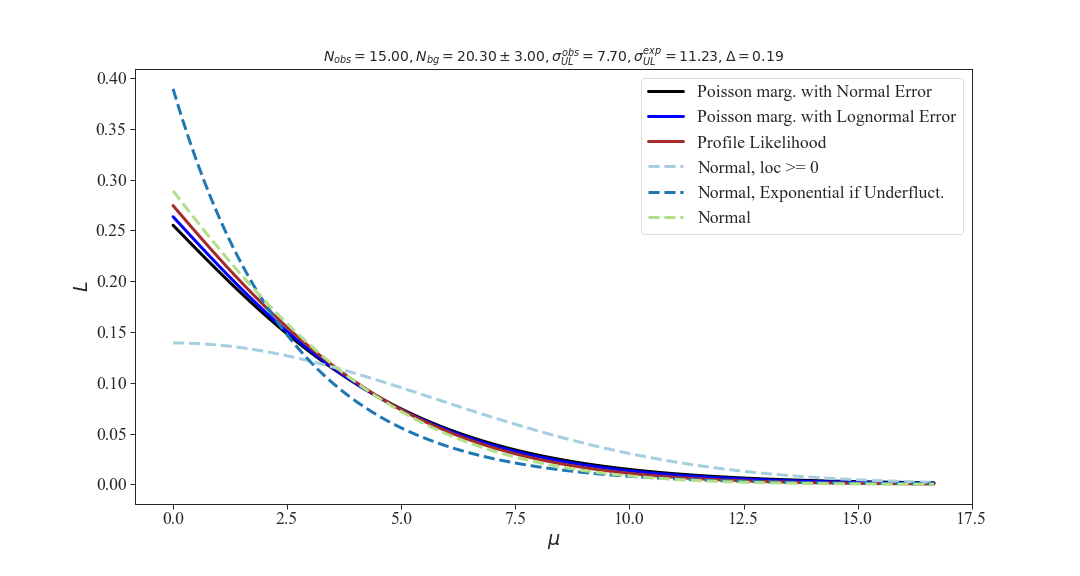 N_obs = 15.00, N_bg = 20.30 ± 3.00, σ_UL^obs = 7.70, σ_UL^exp = 11.23, Δ = 0.19
0.40
0.35
0.30
0.25
0.20
0.15
0.10
0.05
0.00
L
Poisson marg. with Normal Error
Poisson marg. with Lognormal Error
Profile Likelihood
Normal, loc >= 0
Normal, Exponential if Underfluct.
Normal
0.0 2.5 5.0 7.5 10.0 12.5 15.0 17.5
μ